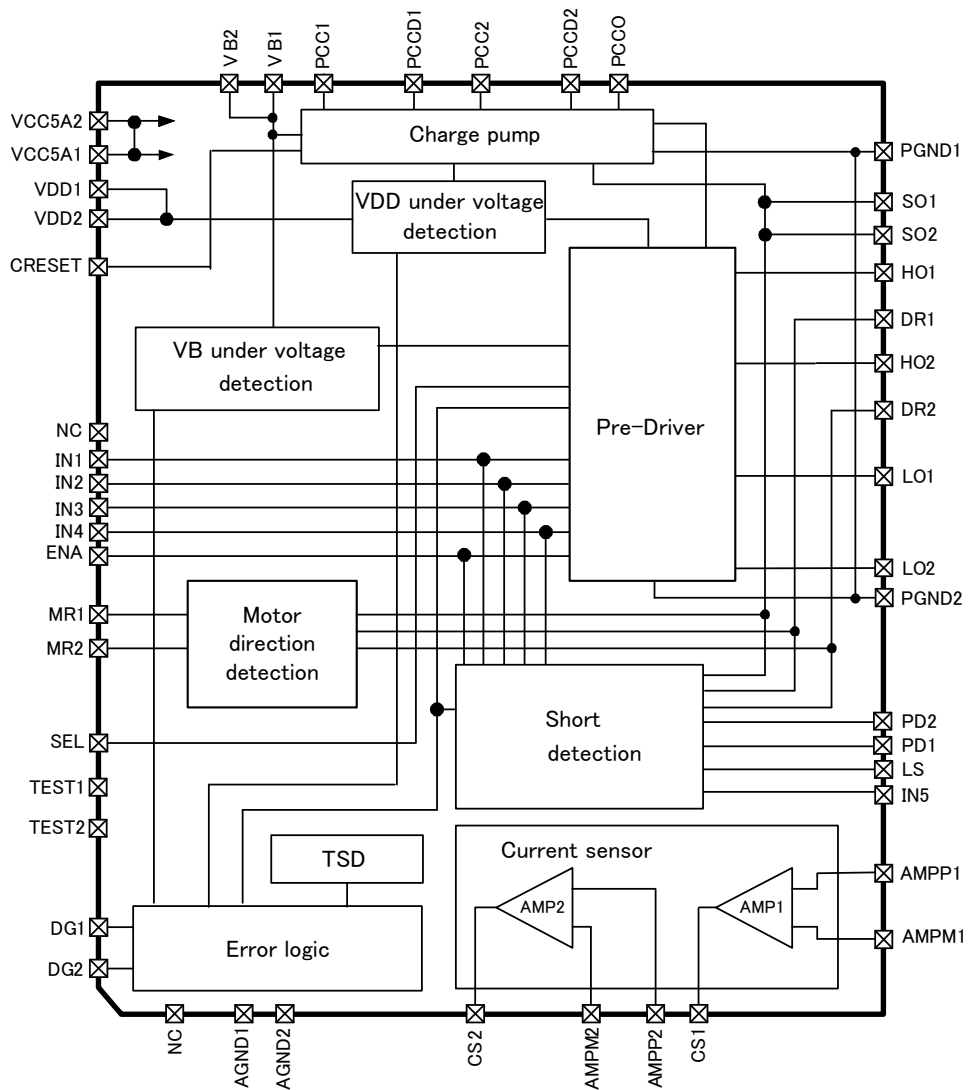 VB2
VB1
PCC1
PCCD1
PCC2
PCCD2
PCCO
VCC5A2
VCC5A1
VDD1
VDD2
CRESET
Charge pump
VDD under voltage
detection
PGND1
SO1
SO2
HO1
DR1
HO2
DR2
LO1
LO2
PGND2
VB under voltage
detection
Pre-Driver
NC
IN1
IN2
IN3
IN4
ENA
MR1
MR2
Motor
direction
detection
Short
detection
SEL
TEST1
TEST2
PD2
PD1
LS
IN5
TSD
Current sensor
AMP2
AMP1
AMPP1
AMPM1
DG1
DG2
Error logic
NC
AGND1
AGND2
CS2
AMPM2
AMPP2
CS1